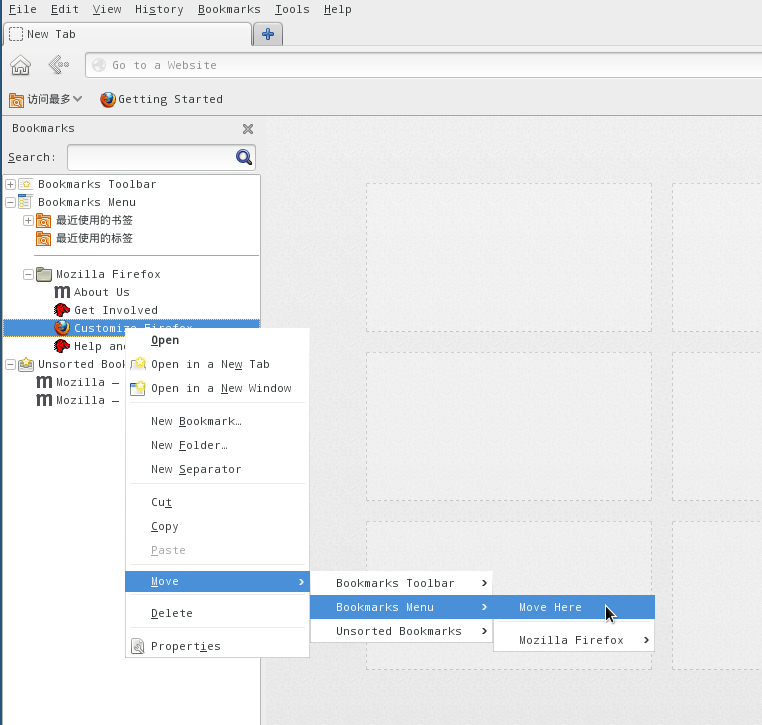 File Edit View History Bookmarks Tools Help
New Tab
Go to a Website
访问最多 Getting Started
Bookmarks
Search:
Bookmarks Toolbar
Bookmarks Menu
最近使用的书签
最近使用的标签
Mozilla Firefox
About Us
Get Involved
Customize Firefox
Help and
Unsorted Book
Mozilla —
Mozilla —
Open
Open in a New Tab
Open in a New Window
New Bookmark…
New Folder…
New Separator
Cut
Copy
Paste
Move
Delete
Properties
Bookmarks Toolbar
Bookmarks Menu
Unsorted Bookmarks
Move Here
Mozilla Firefox